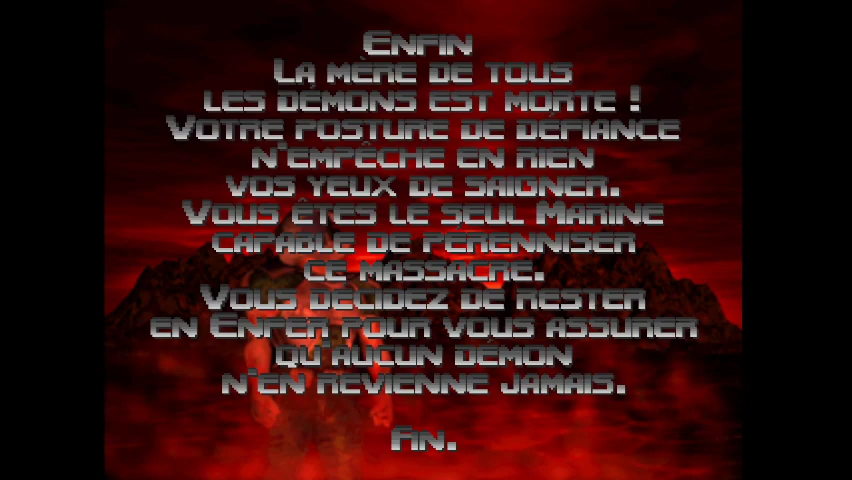 Enfin
La mère de tous
les démons est morte !
Votre posture de défiance
n'empêche en rien
vos yeux de saigner.
Vous êtes le seul Marine
capable de pérenniser
ce massacre.
Vous décidez de rester
en Enfer pour vous assurer
qu'aucun démon
n'en revienne jamais.
Fin.